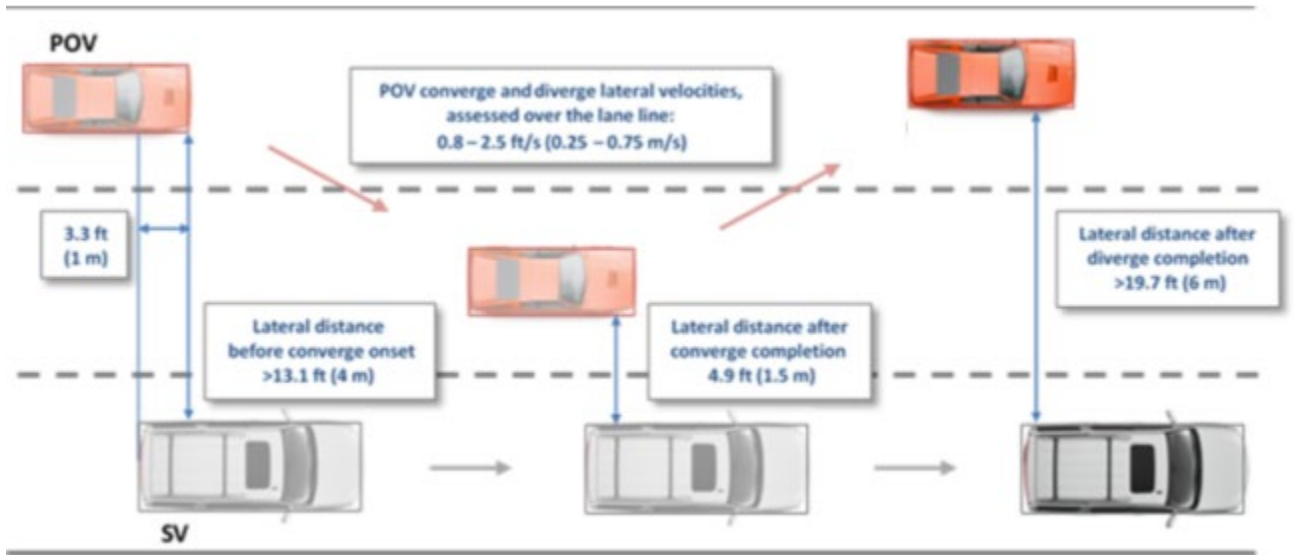 POV
POV converge and diverge lateral velocities,
assessed over the lane line:
0.8 – 2.5 ft/s (0.25 – 0.75 m/s)
3.3 ft
(1 m)
Lateral distance
before converge onset
>13.1 ft (4 m)
Lateral distance after
converge completion
4.9 ft (1.5 m)
Lateral distance after
diverge completion
>19.7 ft (6 m)
SV